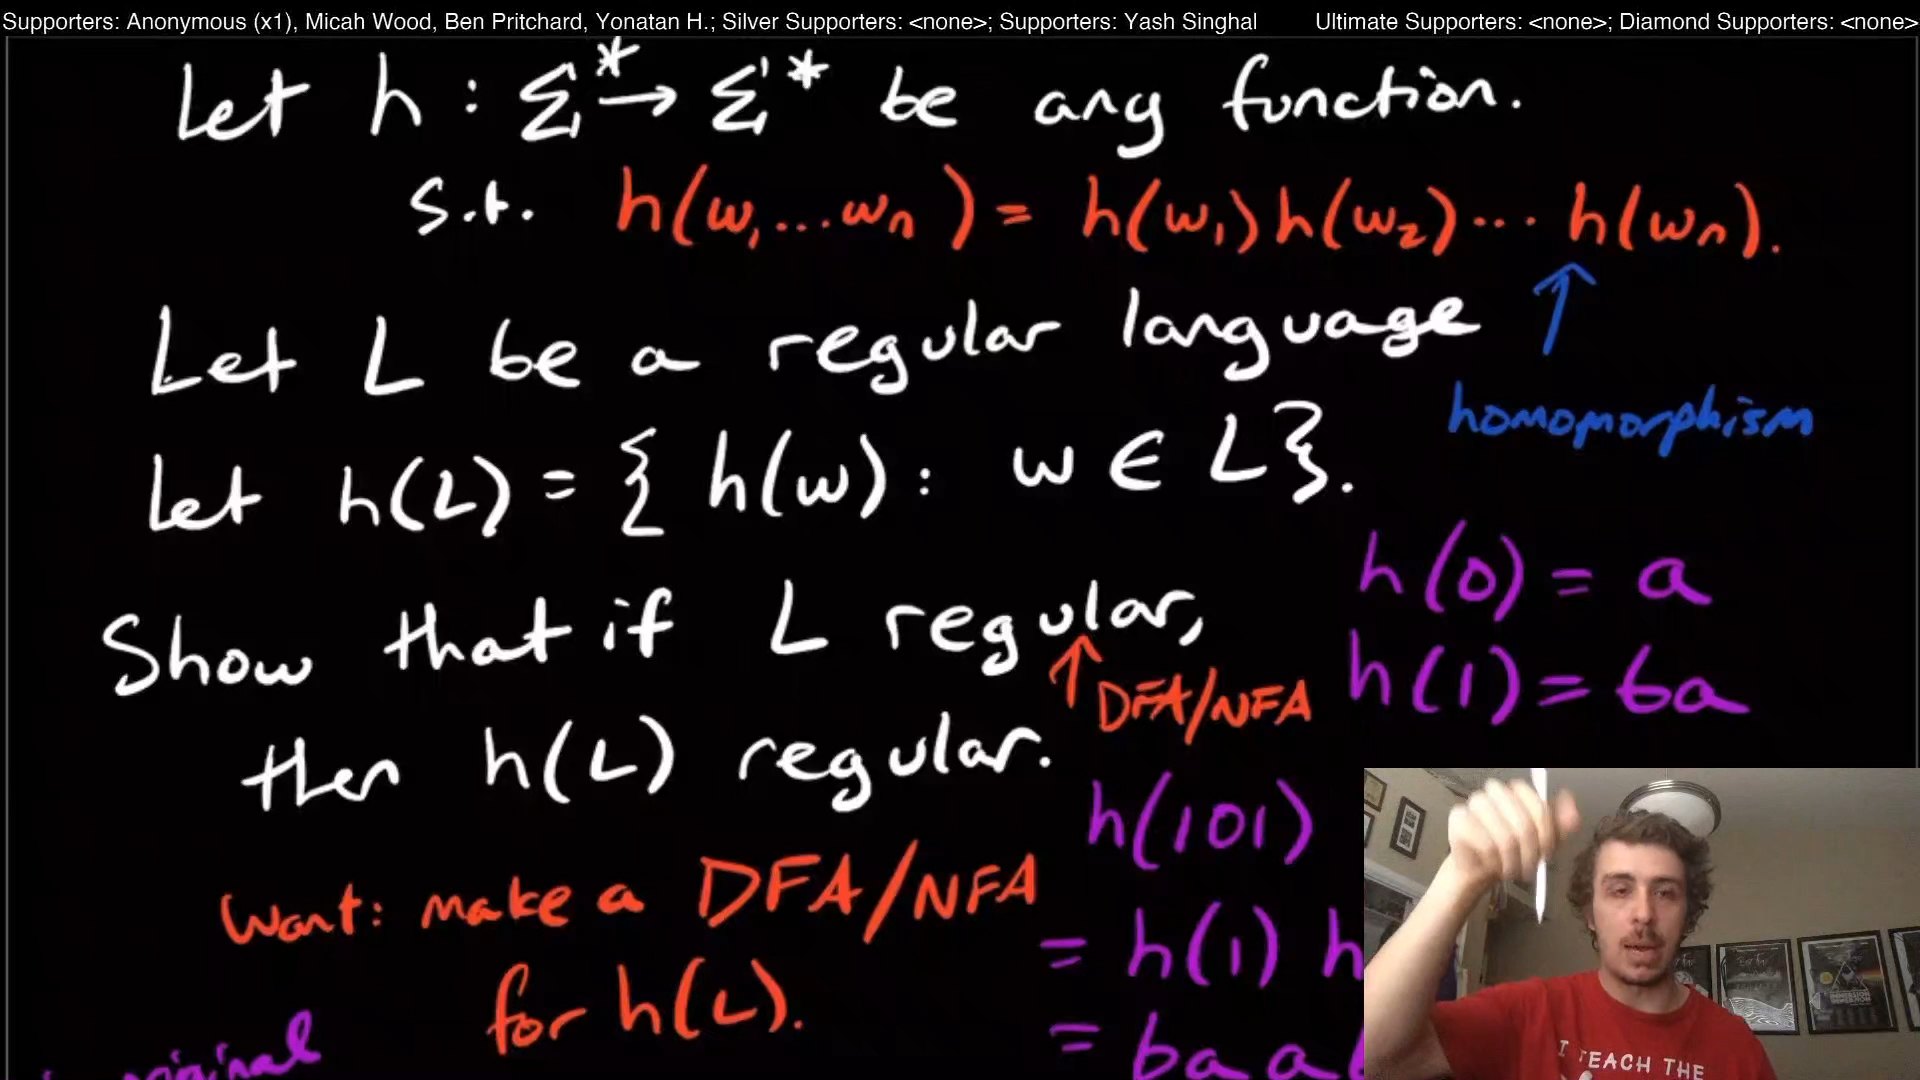 Supporters: Anonymous (x1), Micah Wood, Ben Pritchard, Yonatan H.; Silver Supporters: <none>; Supporters: Yash Singhal Ultimate Supporters: <none>; Diamond Supporters: <none>
Let h : Σ* → Σ* be any function.
s.t. h(w₁...wₙ) = h(w₁)h(w₂)··· h(wₙ).
Let L be a regular language
homomorphism
Let h(L) = { h(w) : w ∈ L}.
h(0) = a
Show that if L regular,
DFA/NFA
h(1) = ba
then h(L) regular.
h(101)
Want: make a DFA/NFA
= h(1) h
for h(L).
= baab
I TEACH THE